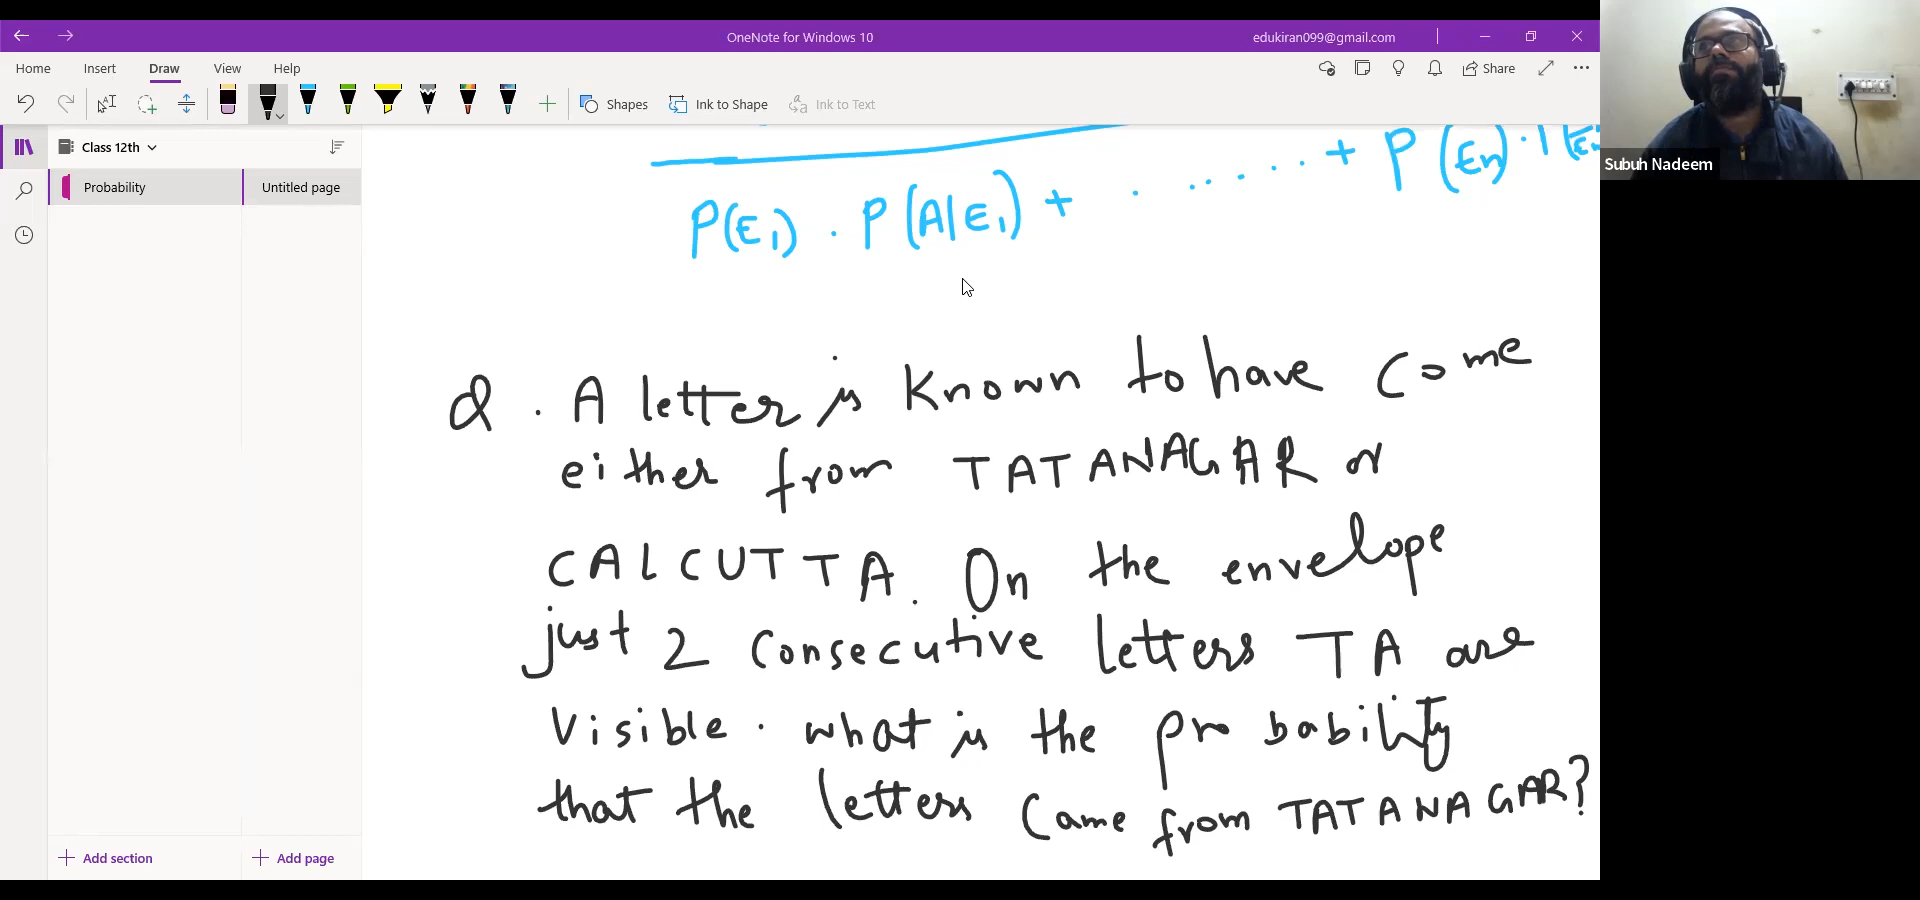 OneNote for Windows 10
edukiran099@gmail.com
Home Insert Draw View Help
Share
Shapes Ink to Shape Ink to Text
Class 12th
Probability Untitled page
P(E1) . P(A|E1) + . ...... + P(En) .
Subuh Nadeem
Q . A letter is known to have come
either from TATANAGAR or
CALCUTTA. On the envelope
just 2 consecutive letters TA are
visible . what is the probability
that the letters came from TATANAGAR?
+ Add section + Add page